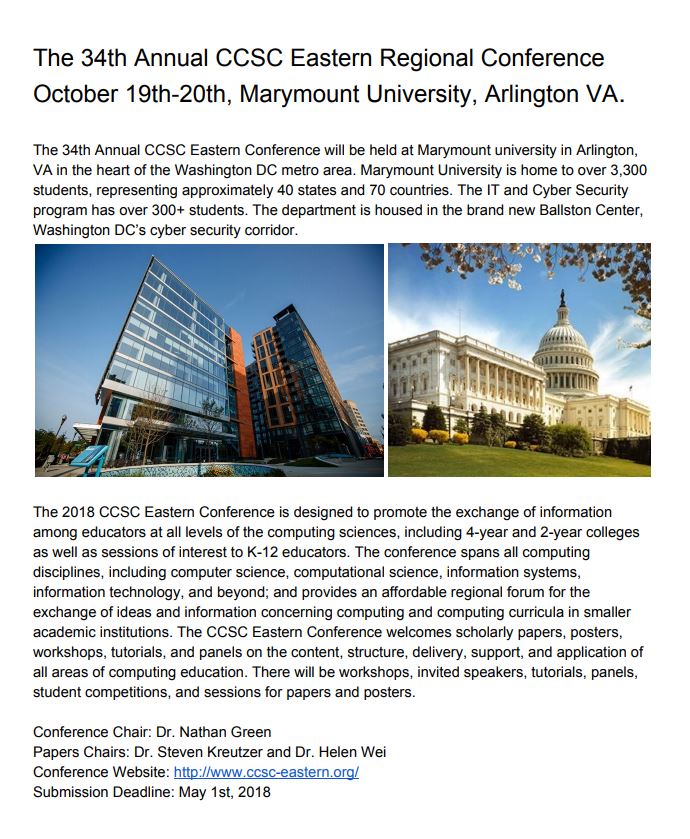 The 34th Annual CCSC Eastern Regional Conference
October 19th-20th, Marymount University, Arlington VA.
The 34th Annual CCSC Eastern Conference will be held at Marymount university in Arlington,
VA in the heart of the Washington DC metro area. Marymount University is home to over 3,300
students, representing approximately 40 states and 70 countries. The IT and Cyber Security
program has over 300+ students. The department is housed in the brand new Ballston Center,
Washington DC's cyber security corridor.
The 2018 CCSC Eastern Conference is designed to promote the exchange of information
among educators at all levels of the computing sciences, including 4-year and 2-year colleges
as well as sessions of interest to K-12 educators. The conference spans all computing
disciplines, including computer science, computational science, information systems,
information technology, and beyond; and provides an affordable regional forum for the
exchange of ideas and information concerning computing and computing curricula in smaller
academic institutions. The CCSC Eastern Conference welcomes scholarly papers, posters,
workshops, tutorials, and panels on the content, structure, delivery, support, and application of
all areas of computing education. There will be workshops, invited speakers, tutorials, panels,
student competitions, and sessions for papers and posters.
Conference Chair: Dr. Nathan Green
Papers Chairs: Dr. Steven Kreutzer and Dr. Helen Wei
Conference Website: http://www.ccsc-eastern.org/
Submission Deadline: May 1st, 2018